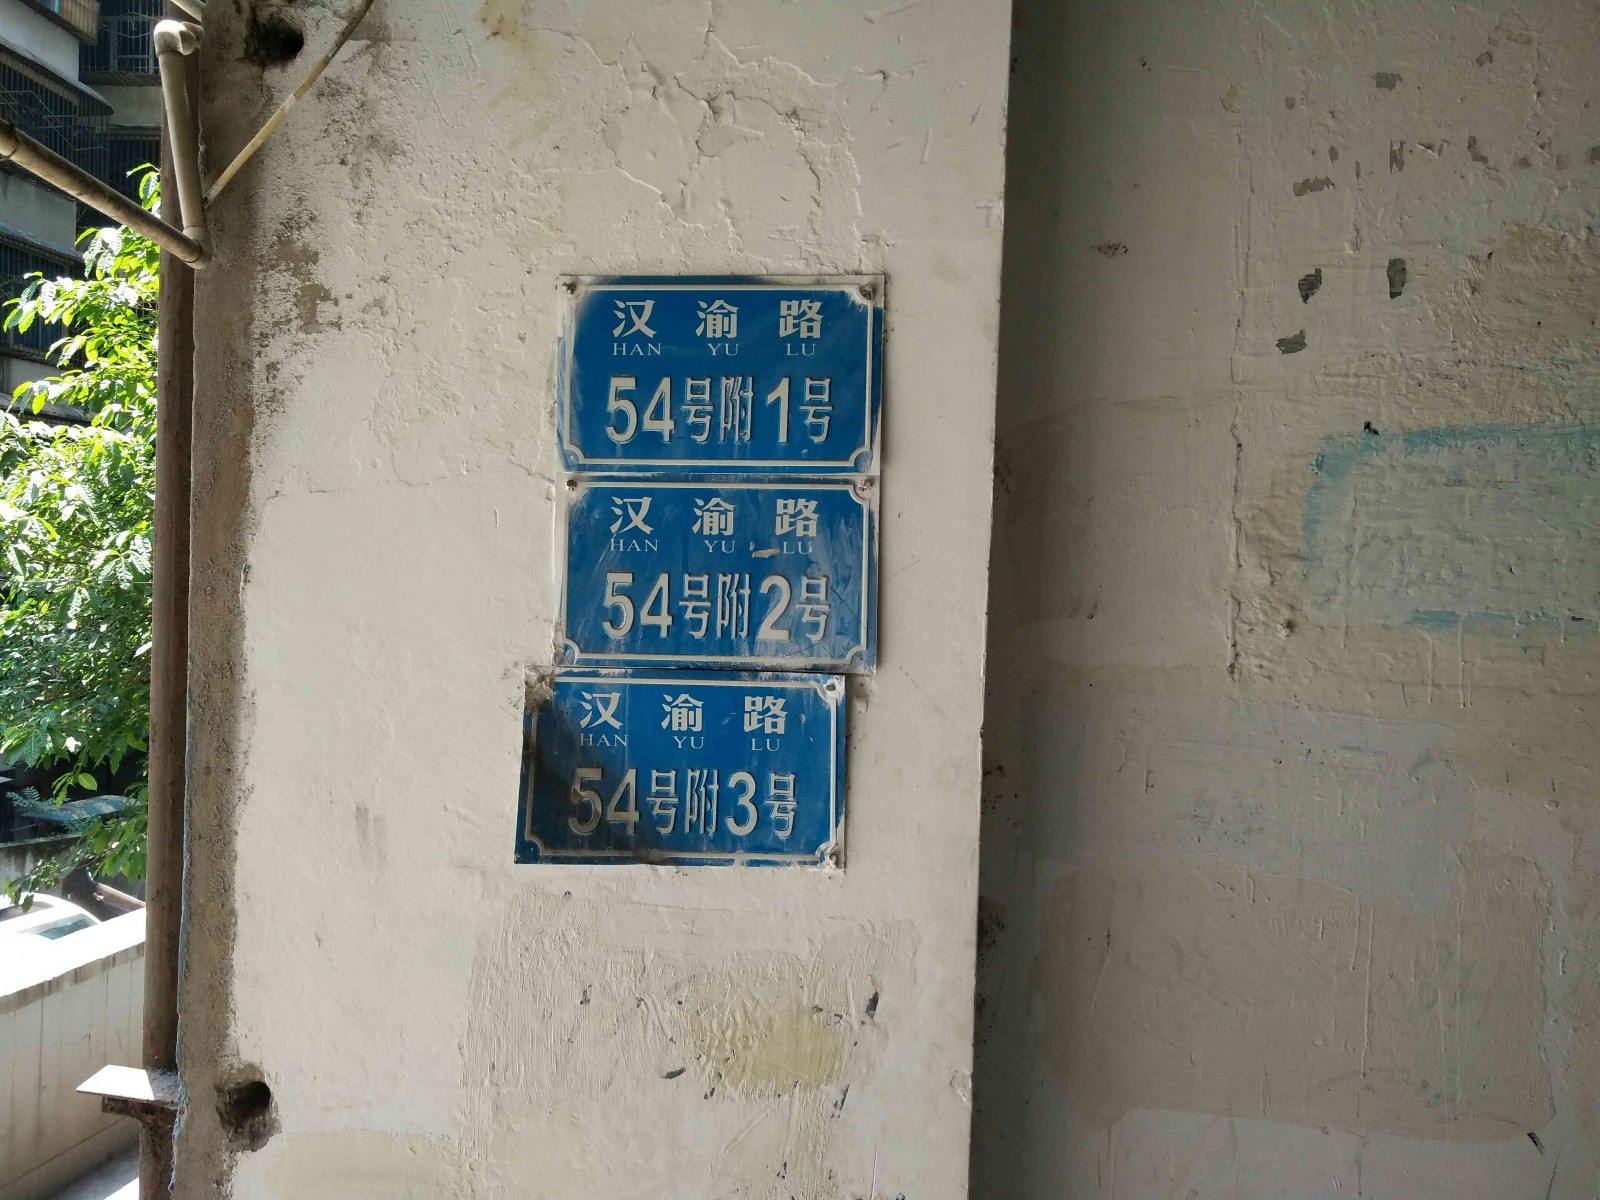 汉 渝 路
HAN YU LU
54号附1号
汉 渝 路
HAN YU LU
54号附2号
汉 渝 路
HAN YU LU
54号附3号